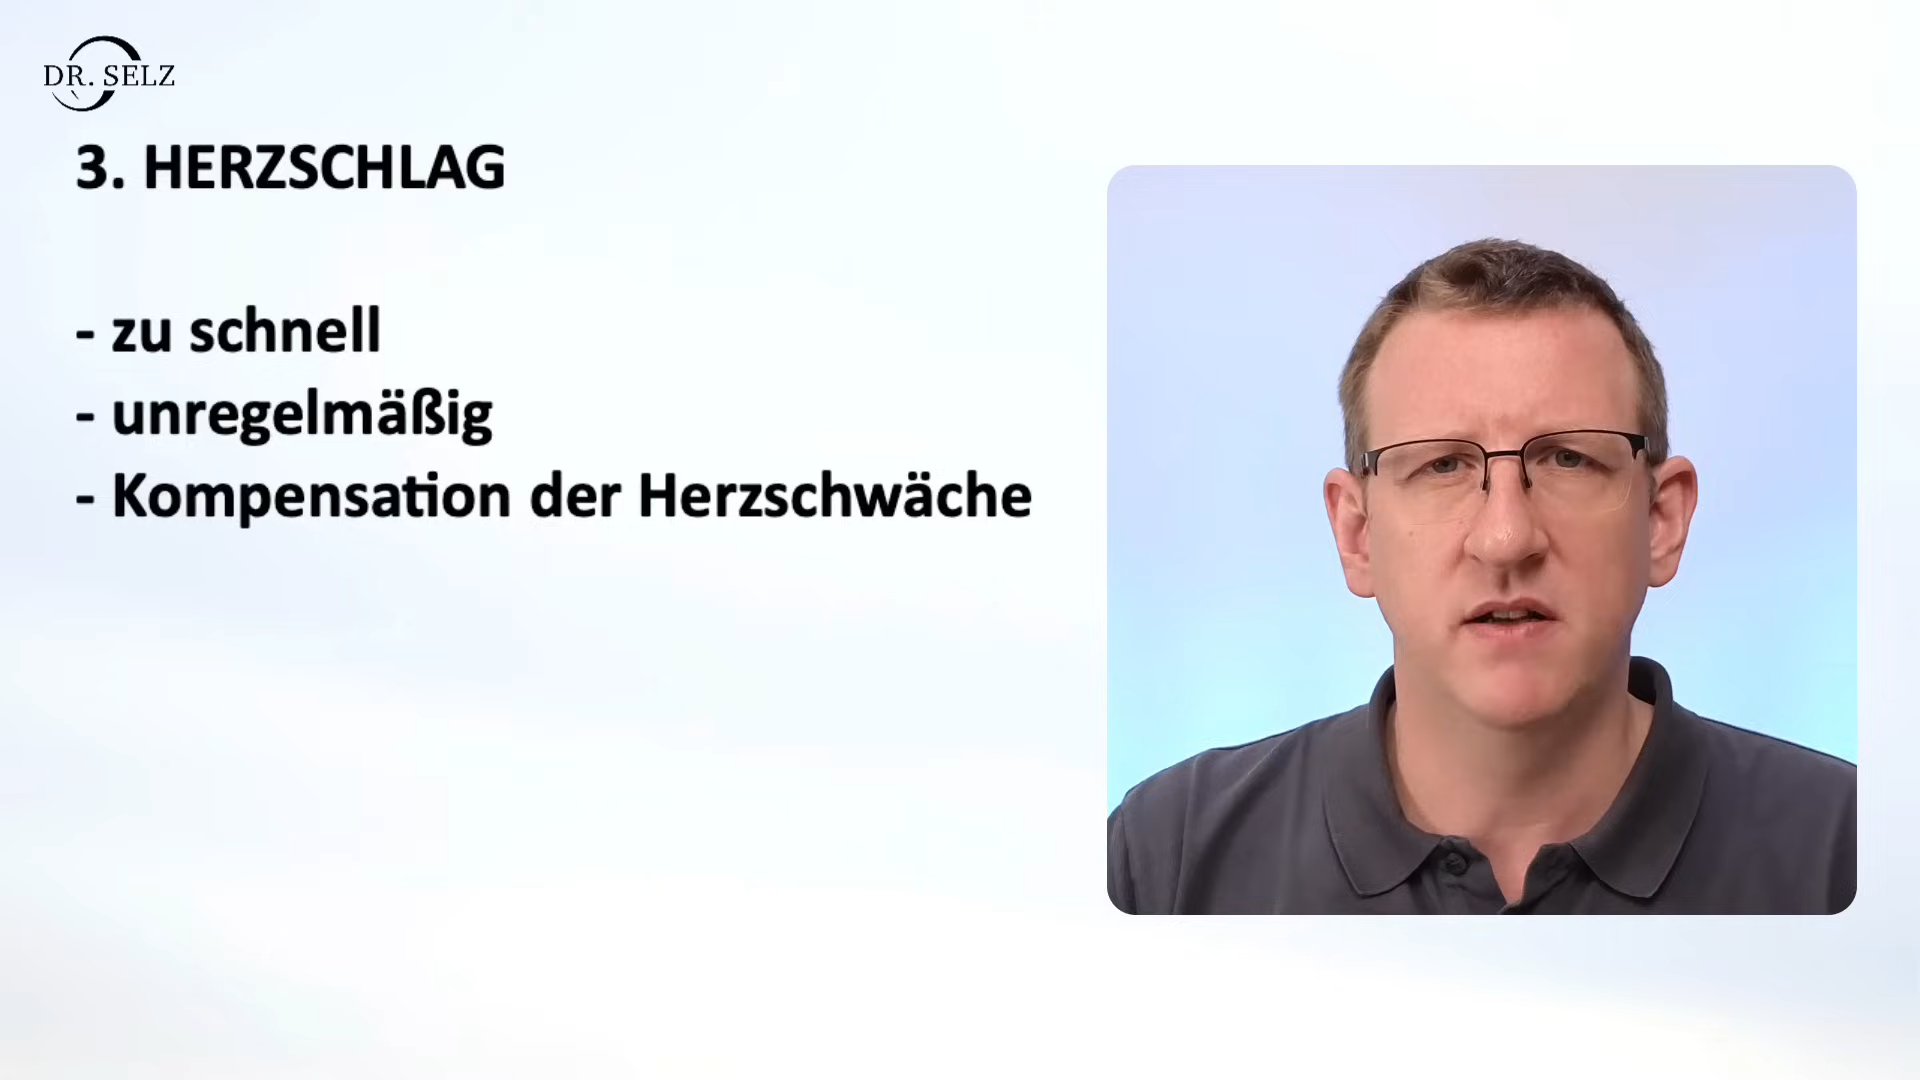 DR. SELZ
3. HERZSCHLAG
- zu schnell
- unregelmäßig
- Kompensation der Herzschwäche